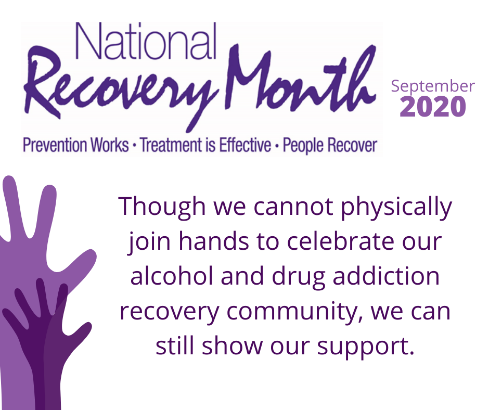 National
Recovery Month
September
2020
Prevention Works • Treatment is Effective • People Recover
Though we cannot physically
join hands to celebrate our
alcohol and drug addiction
recovery community, we can
still show our support.